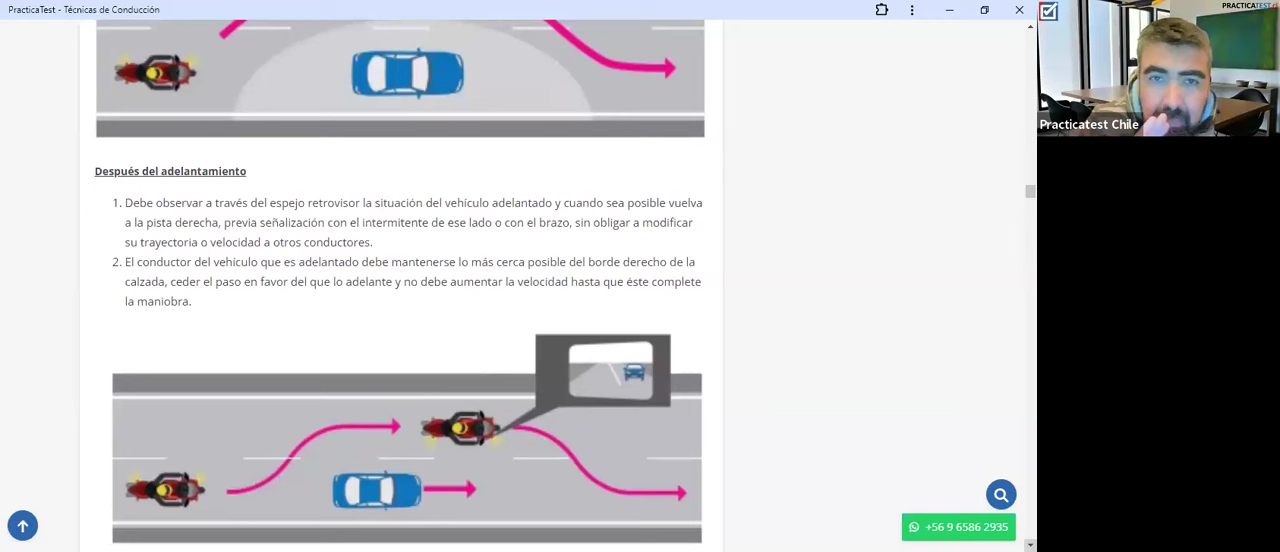 PracticaTest - Técnicas de Conducción
PRACTICATEST.cl
Practicatest Chile
Después del adelantamiento
1. Debe observar a través del espejo retrovisor la situación del vehículo adelantado y cuando sea posible vuelva
a la pista derecha, previa señalización con el intermitente de ese lado o con el brazo, sin obligar a modificar
su trayectoria o velocidad a otros conductores.
2. El conductor del vehículo que es adelantado debe mantenerse lo más cerca posible del borde derecho de la
calzada, ceder el paso en favor del que lo adelante y no debe aumentar la velocidad hasta que éste complete
la maniobra.
+56 9 6586 2935